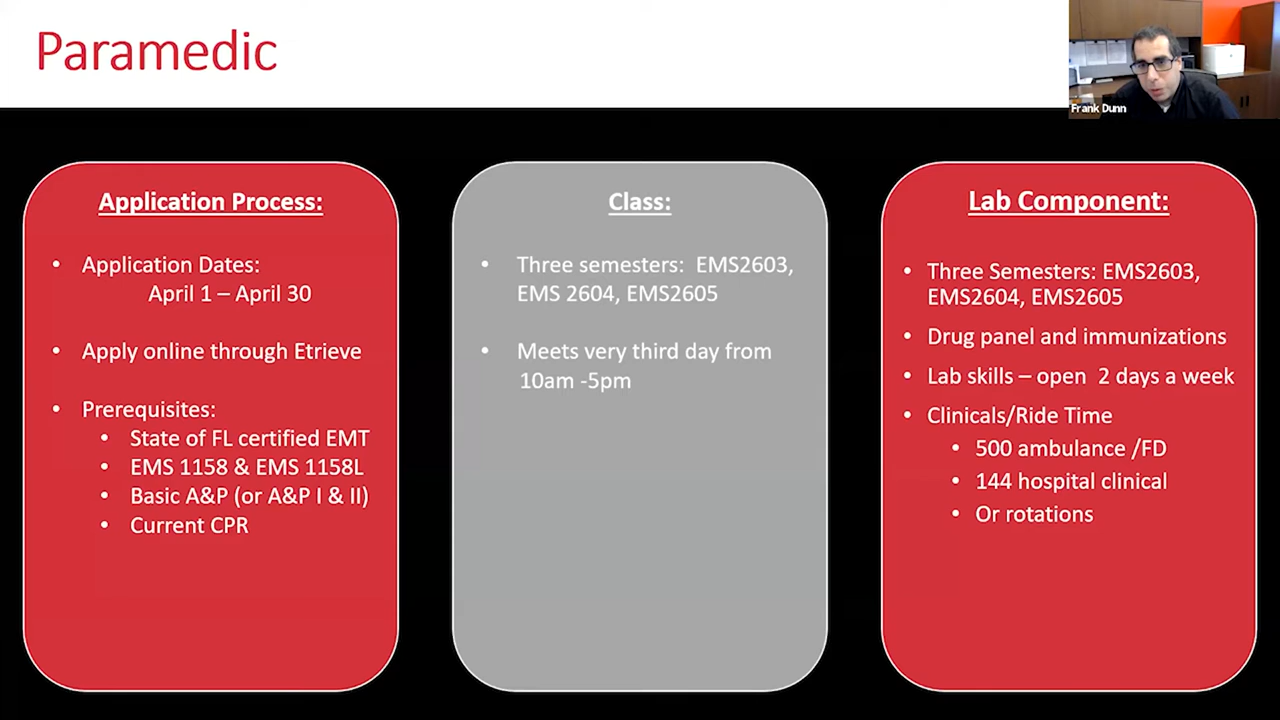 Paramedic
Frank Dunn
Application Process:
• Application Dates:
April 1 – April 30
• Apply online through Etrieve
• Prerequisites:
• State of FL certified EMT
• EMS 1158 & EMS 1158L
• Basic A&P (or A&P I & II)
• Current CPR
Class:
• Three semesters: EMS2603,
EMS 2604, EMS2605
• Meets very third day from
10am -5pm
Lab Component:
• Three Semesters: EMS2603,
EMS2604, EMS2605
• Drug panel and immunizations
• Lab skills – open 2 days a week
• Clinicals/Ride Time
• 500 ambulance /FD
• 144 hospital clinical
• Or rotations